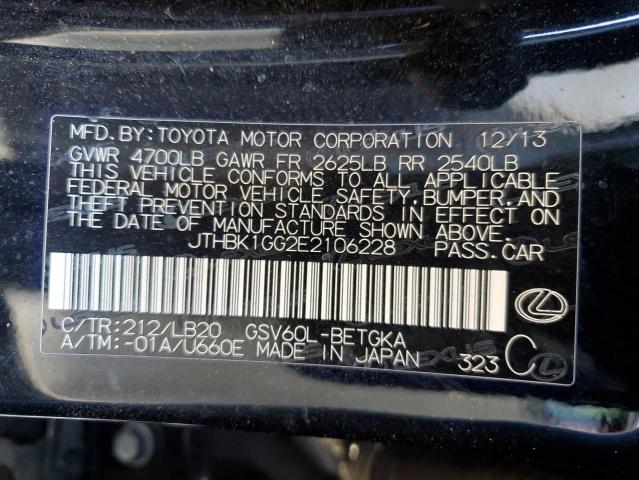 MFD.BY:TOYOTA MOTOR CORPORATION 12/13
GVWR 4700LB GAWR FR 2625LB RR 2540LB
THIS VEHICLE CONFORMS TO ALL APPLICABLE
FEDERAL MOTOR VEHICLE SAFETY,BUMPER,AND
THEFT PREVENTION STANDARDS IN EFFECT ON
THE DATE OF MANUFACTURE SHOWN ABOVE.
JTHBK1GG2E2106228 PASS.CAR
C/TR:212/LB20 GSV60L-BETGKA
A/TM:-01A/U660E MADE IN JAPAN 323 C